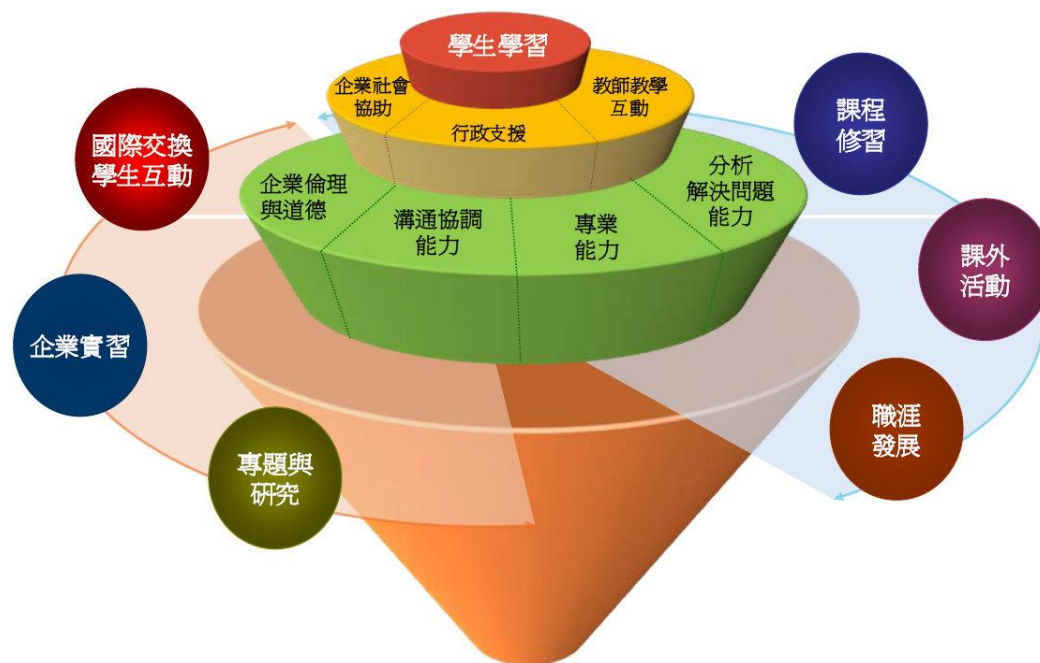 學生學習
企業社會
協助
教師教學
互動
行政支援
企業倫理
與道德
溝通協調
能力
專業
能力
分析
解決問題
能力
國際交換
學生互動
企業實習
專題與
研究
課程
修習
課外
活動
職涯
發展